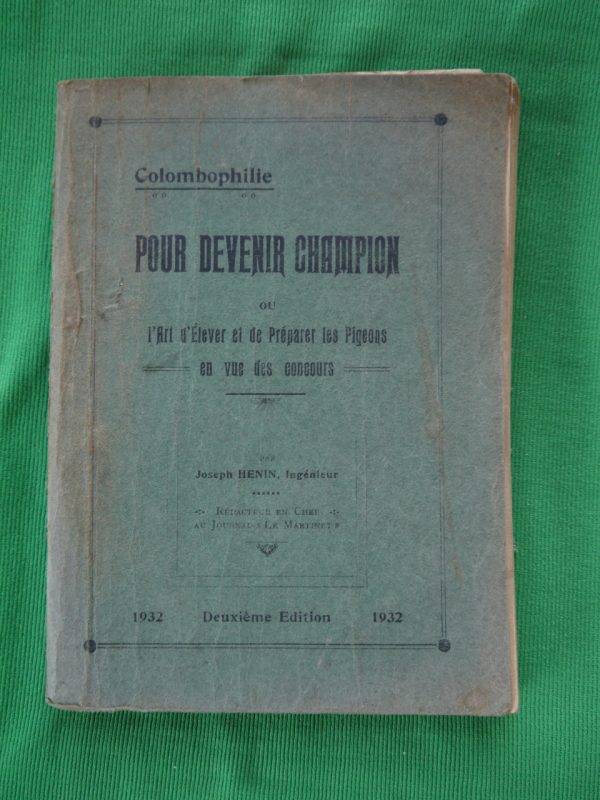 Colombophilie
POUR DEVENIR CHAMPION
OU
l'Art d'Élever et de Préparer les Pigeons
en vue des concours
PAR
Joseph HENIN, Ingénieur
RÉDACTEUR EN CHEF
AU JOURNAL « LE MARTINET »
1932 Deuxième Edition 1932